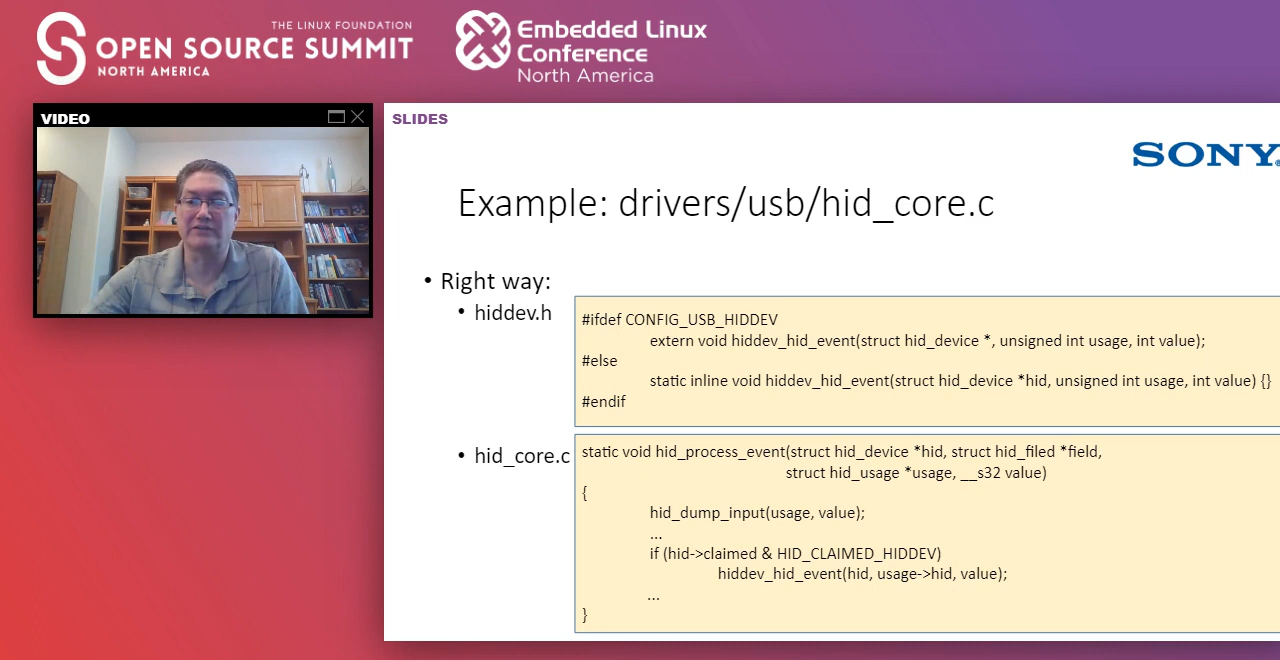 THE LINUX FOUNDATION
OPEN SOURCE SUMMIT
NORTH AMERICA
Embedded Linux
Conference
North America
VIDEO
SLIDES
SONY
Example: drivers/usb/hid_core.c
• Right way:
• hiddev.h
#ifdef CONFIG_USB_HIDDEV
extern void hiddev_hid_event(struct hid_device *, unsigned int usage, int value);
#else
static inline void hiddev_hid_event(struct hid_device *hid, unsigned int usage, int value) {}
#endif
• hid_core.c
static void hid_process_event(struct hid_device *hid, struct hid_filed *field,
struct hid_usage *usage, __s32 value)
{
hid_dump_input(usage, value);
...
if (hid->claimed & HID_CLAIMED_HIDDEV)
hiddev_hid_event(hid, usage->hid, value);
...
}